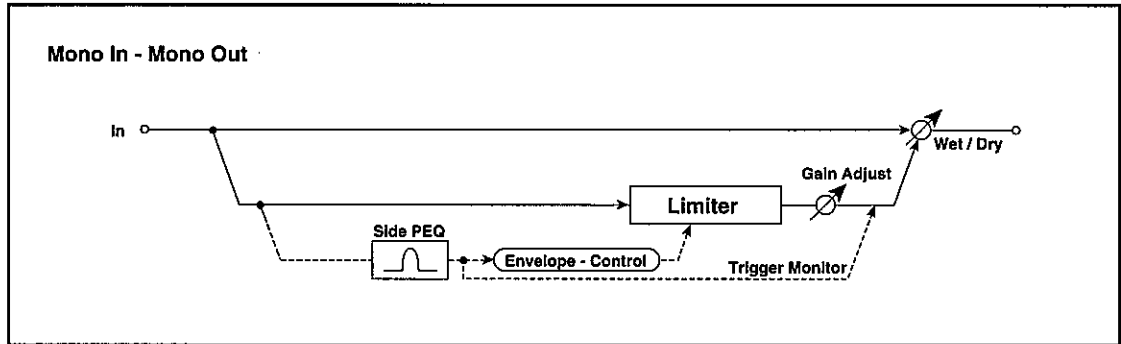 Mono In - Mono Out
In
Wet / Dry
Gain Adjust
Limiter
Side PEQ
Envelope - Control
Trigger Monitor